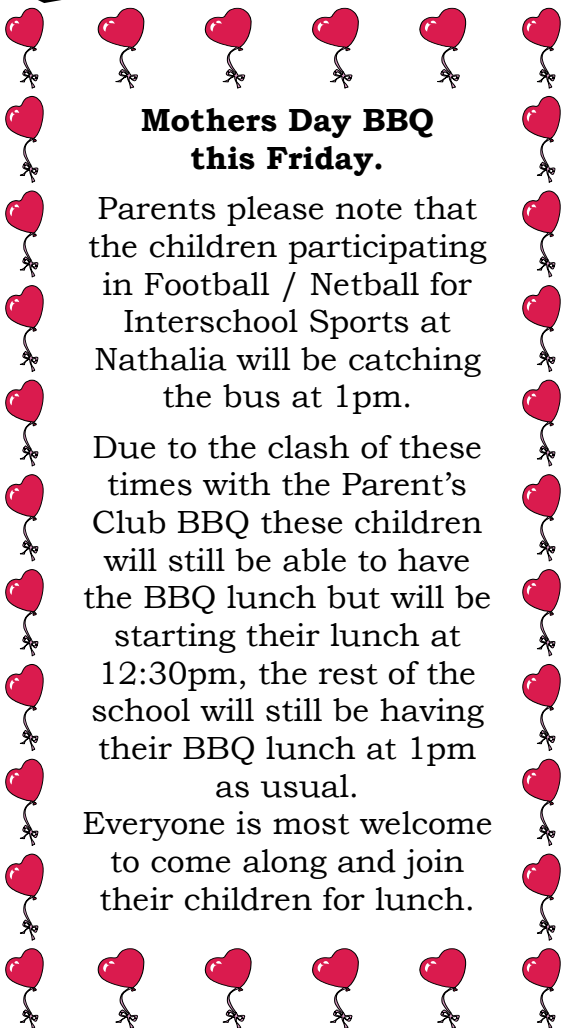 Mothers Day BBQ
this Friday.
Parents please note that
the children participating
in Football / Netball for
Interschool Sports at
Nathalia will be catching
the bus at 1pm.
Due to the clash of these
times with the Parent’s
Club BBQ these children
will still be able to have
the BBQ lunch but will be
starting their lunch at
12:30pm, the rest of the
school will still be having
their BBQ lunch at 1pm
as usual.
Everyone is most welcome
to come along and join
their children for lunch.